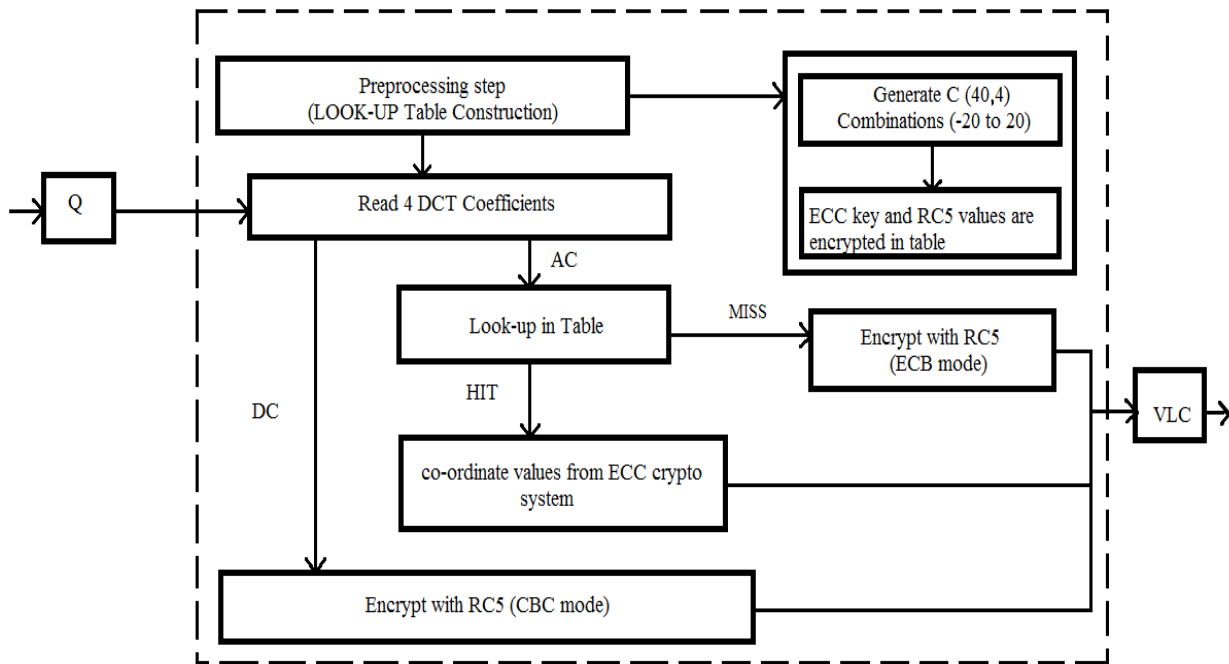 Preprocessing step
(LOOK-UP Table Construction)
Generate C (40,4)
Combinations (-20 to 20)
Q
Read 4 DCT Coefficients
ECC key and RC5 values are
encrypted in table
AC
Look-up in Table
MISS
Encrypt with RC5
(ECB mode)
HIT
DC
VLC
co-ordinate values from ECC crypto
system
Encrypt with RC5 (CBC mode)